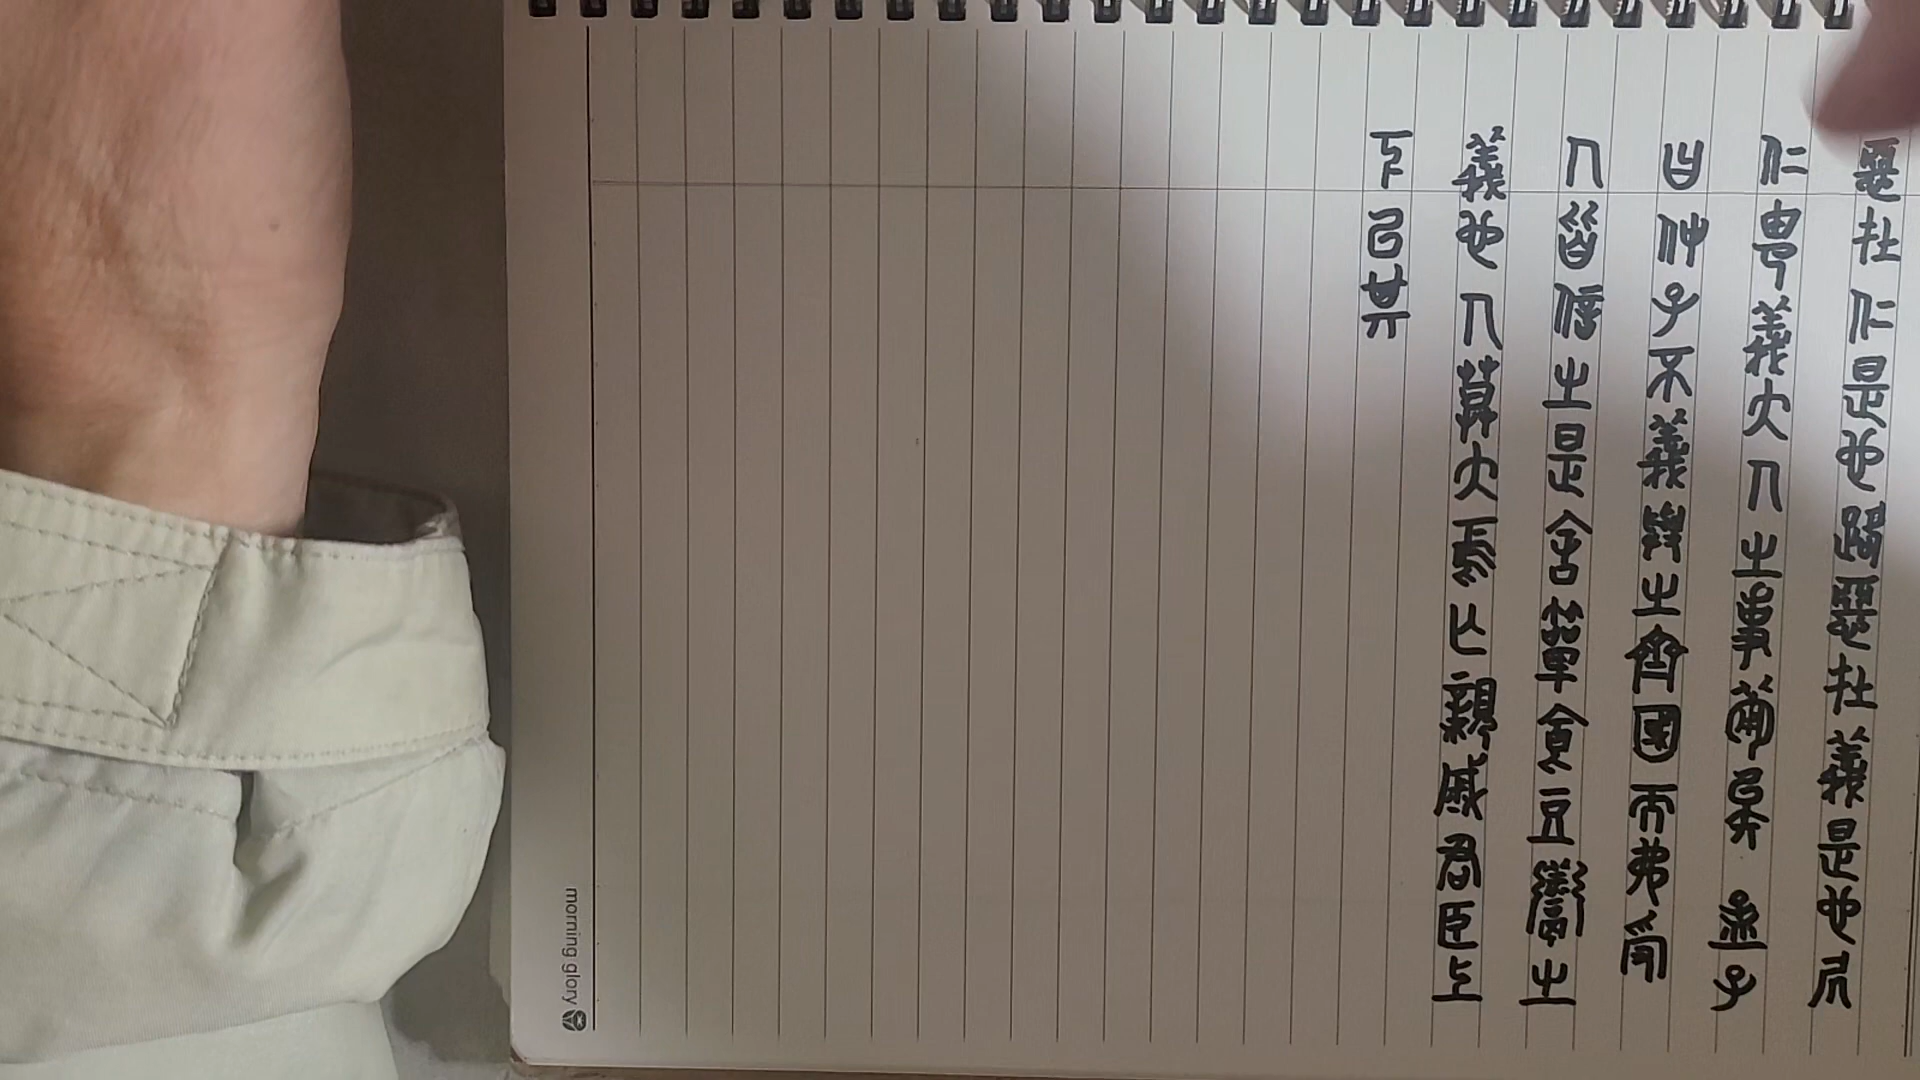 惡在仁是也路惡在義是也居
仁由義大人之事備矣孟子
曰仲子不義與之齊國而弗受
人皆信之是舍簞食豆羹之
義也人莫大焉亡親戚君臣上
下以其
morning glory